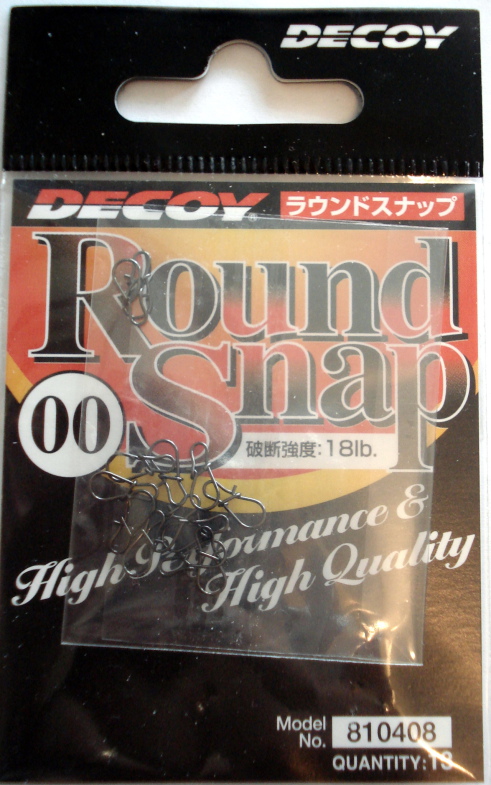 DECOY
DECOY ラウンドスナップ
Round
Snap
00
破断強度:18lb.
High Performance &
High Quality
Model No. 810408
QUANTITY:13